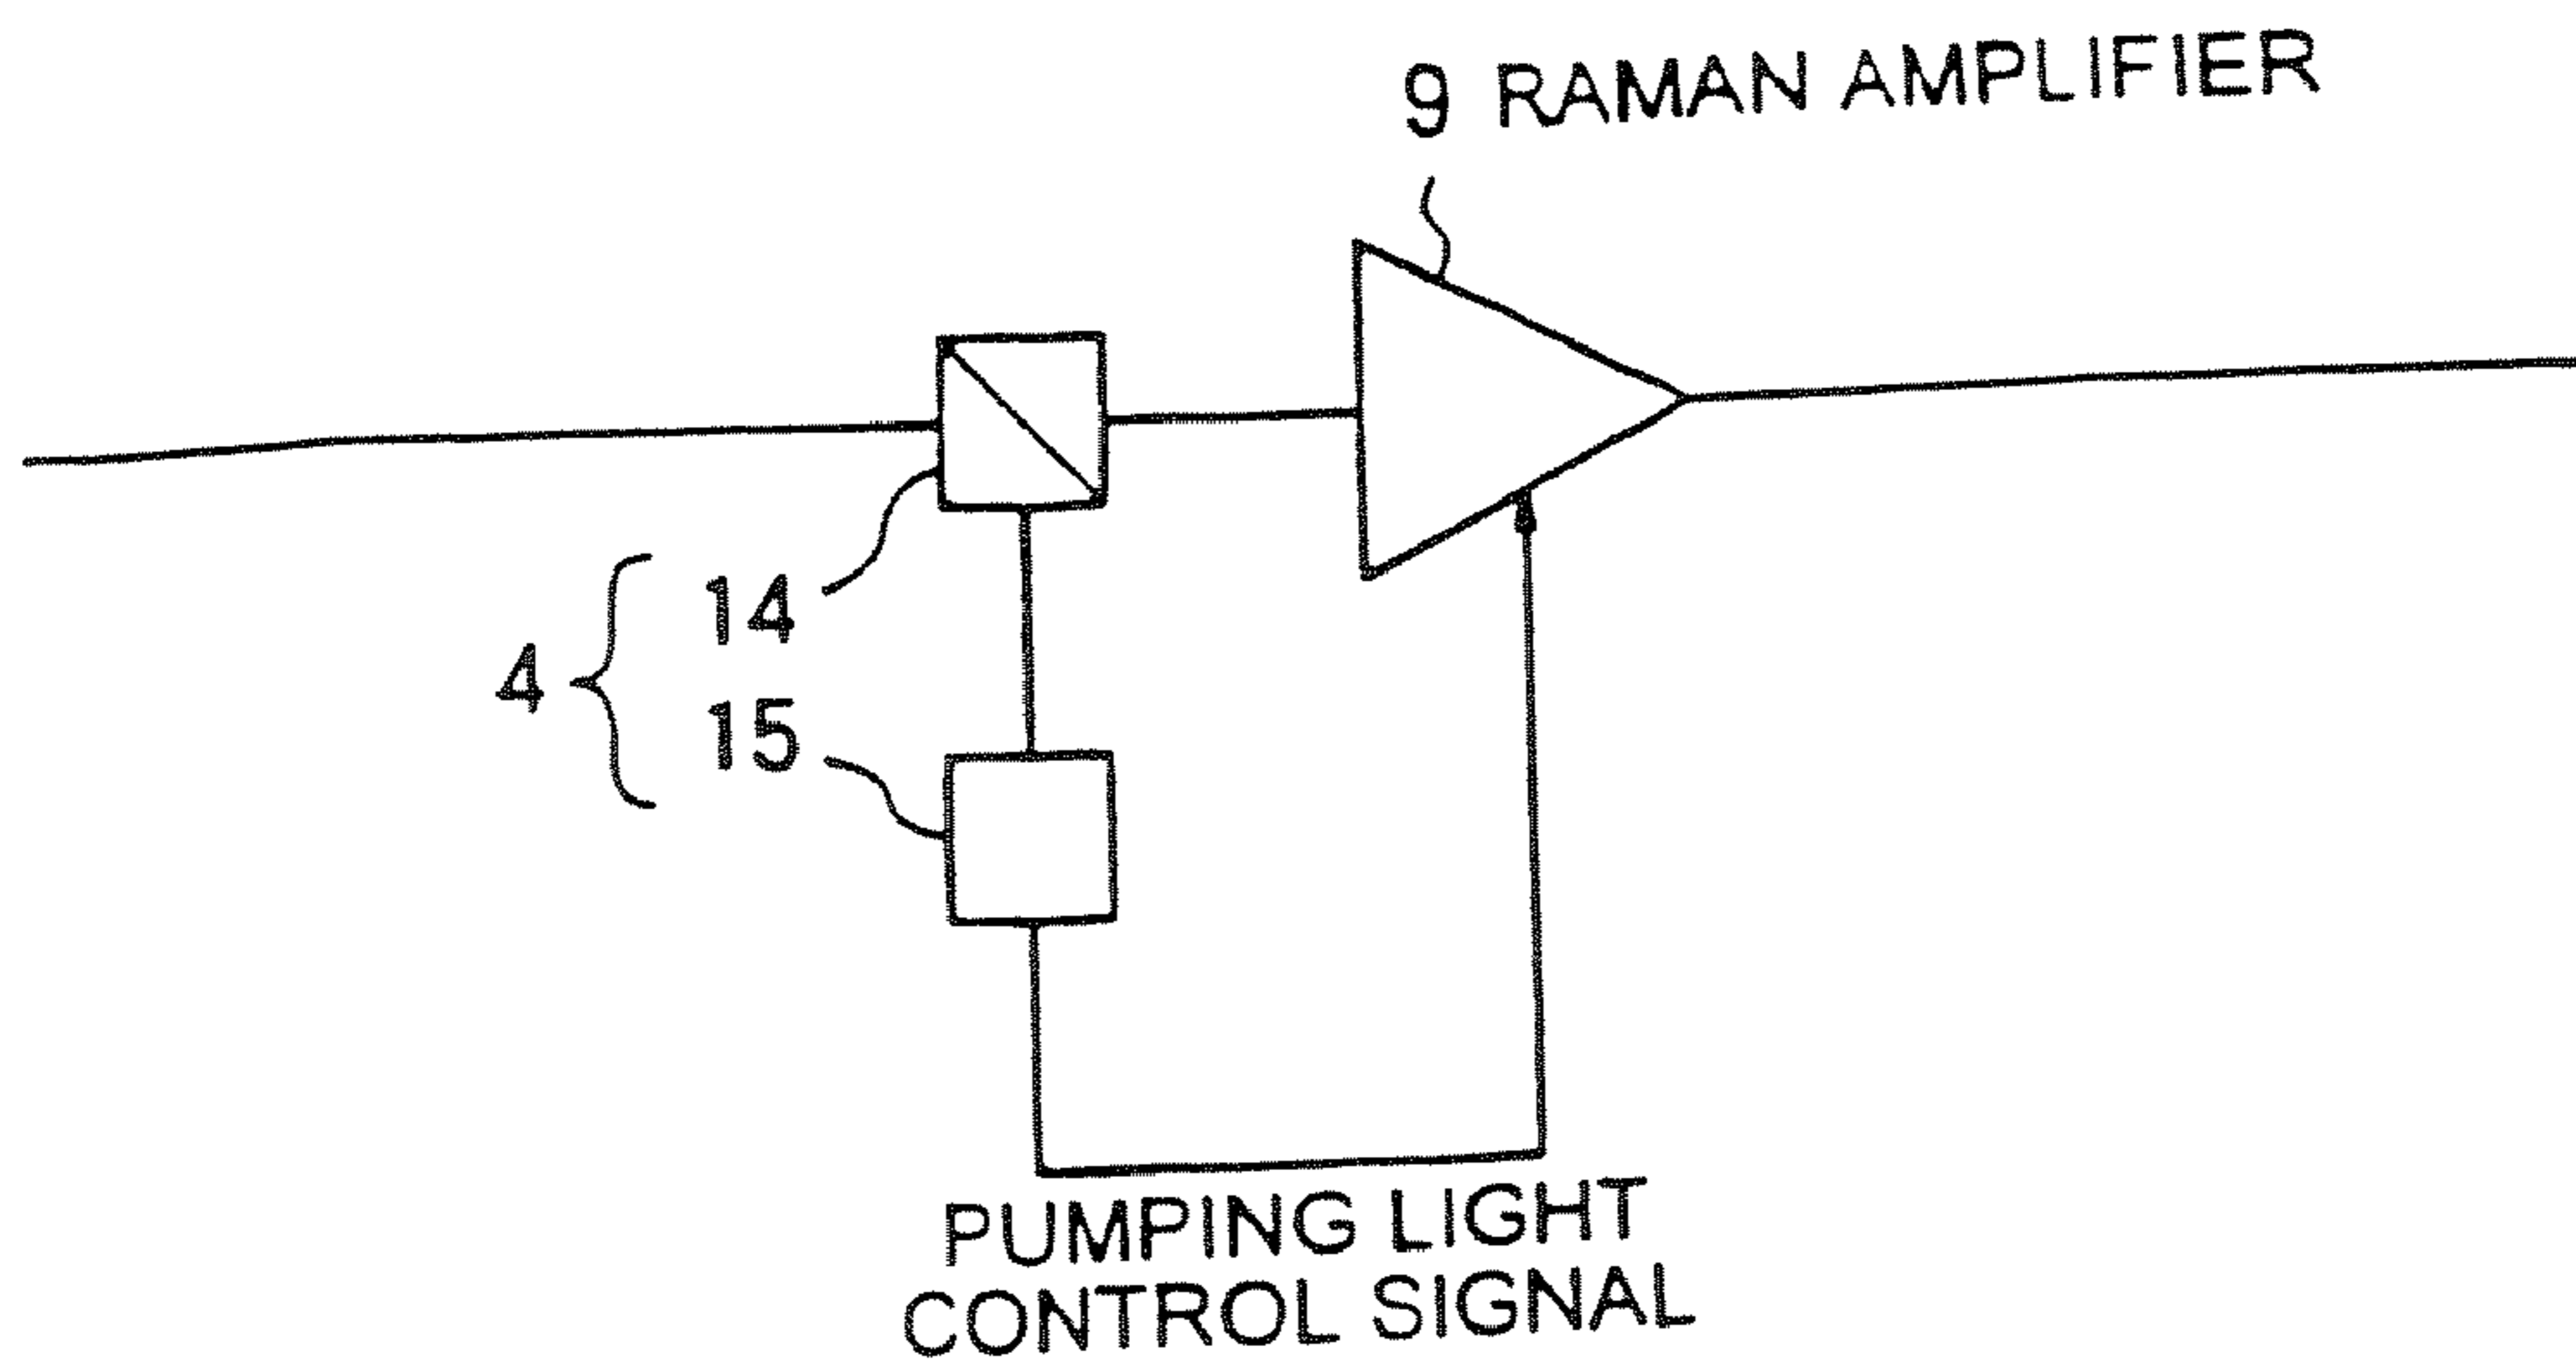 9 RAMAN AMPLIFIER
14
4
15
PUMPING LIGHT
CONTROL SIGNAL